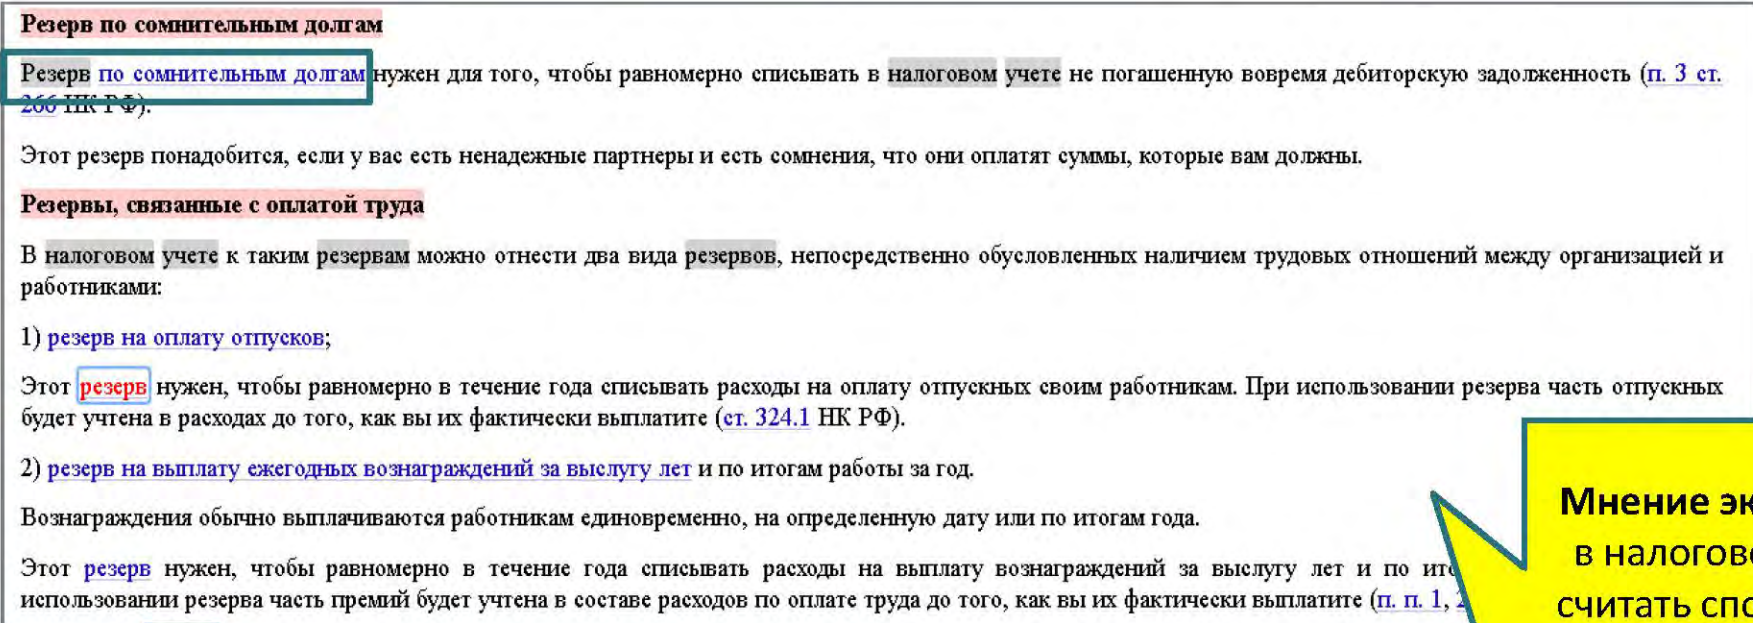 Резерв по сомнительным долгам
Резерв по сомнительным долгам нужен для того, чтобы равномерно списывать в налоговом учете не погашенную вовремя дебиторскую задолженность (п. 3 ст.
266 НК РФ).
Этот резерв понадобится, если у вас есть ненадежные партнеры и есть сомнения, что они оплатят суммы, которые вам должны.
Резервы, связанные с оплатой труда
В налоговом учете к таким резервам можно отнести два вида резервов, непосредственно обусловленных наличием трудовых отношений между организацией и
работниками:
1) резерв на оплату отпусков;
Этот резерв нужен, чтобы равномерно в течение года списывать расходы на оплату отпускных своим работникам. При использовании резерва часть отпускных
будет учтена в расходах до того, как вы их фактически выплатите (ст. 324.1 НК РФ).
2) резерв на выплату ежегодных вознаграждений за выслугу лет и по итогам работы за год.
Вознаграждения обычно выплачиваются работникам единовременно, на определенную дату или по итогам года.
Этот резерв нужен, чтобы равномерно в течение года списывать расходы на выплату вознаграждений за выслугу лет и по
использовании резерва часть премий будет учтена в составе расходов по оплате труда до того, как вы их фактически выплатите (п. п. 1,
Мнение
в
считать